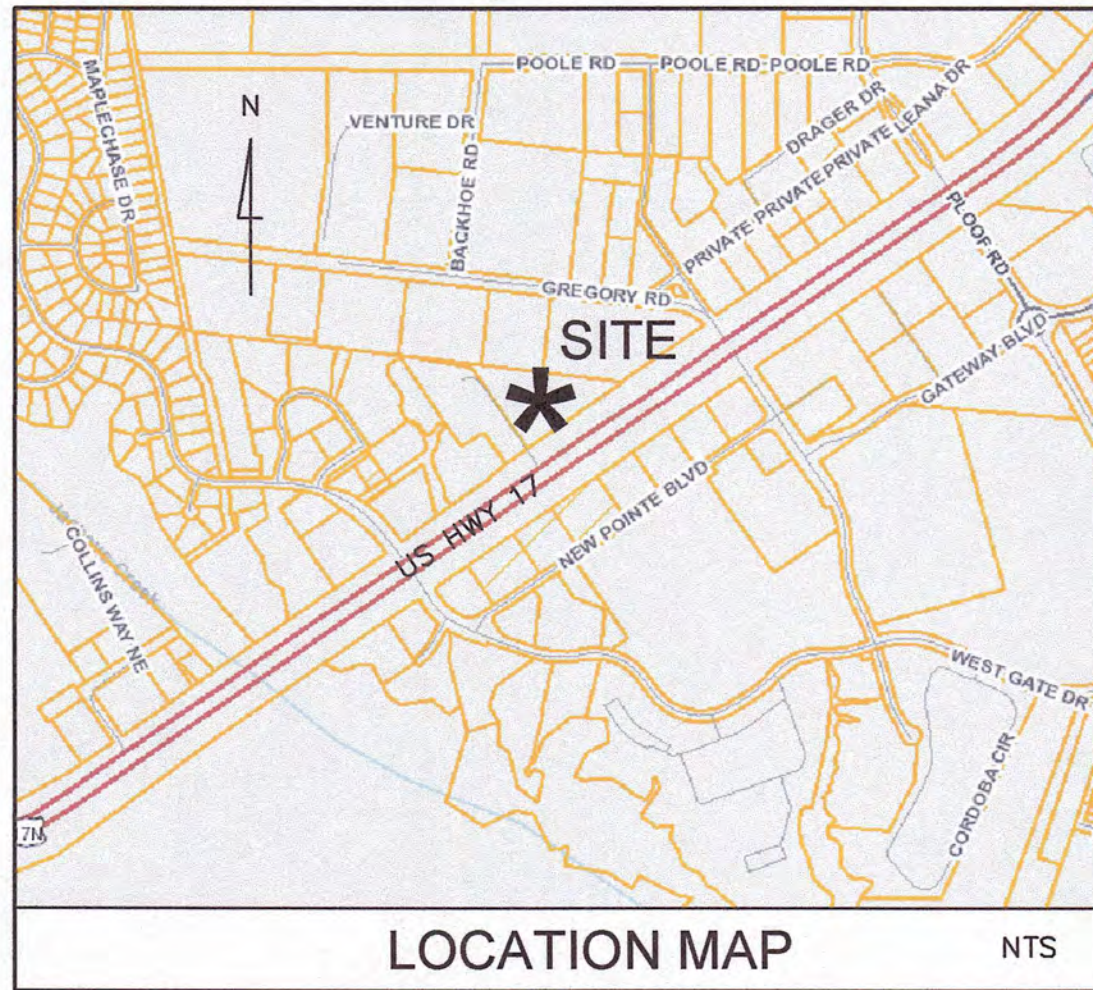 POOLE RD POOLE RD POOLE RD
MAPLECHASE DR
N
VENTURE DR
BACKHOE RD
DRAGER DR
PRIVATE PRIVATE PRIVATE LEANA DR
PLOOF RD
GREGORY RD
SITE
GATEWAY BLVD
US HWY 17
NEW POINTE BLVD
Creek
COLLINS WAY NE
WEST GATE DR
CORDOBA CIR
7N
LOCATION MAP
NTS